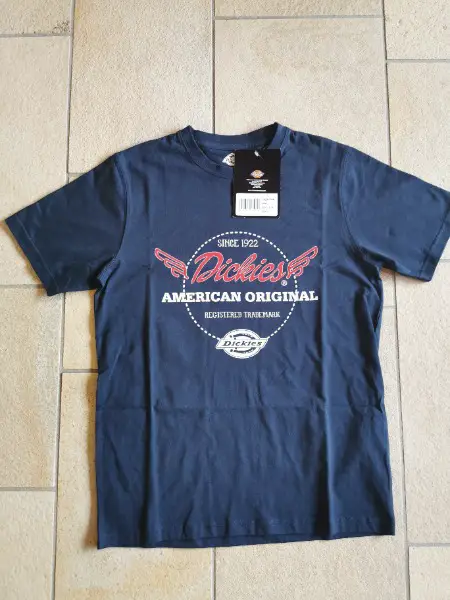 SINCE 1922
Dickies®
AMERICAN ORIGINAL
REGISTERED TRADEMARK
Dickies